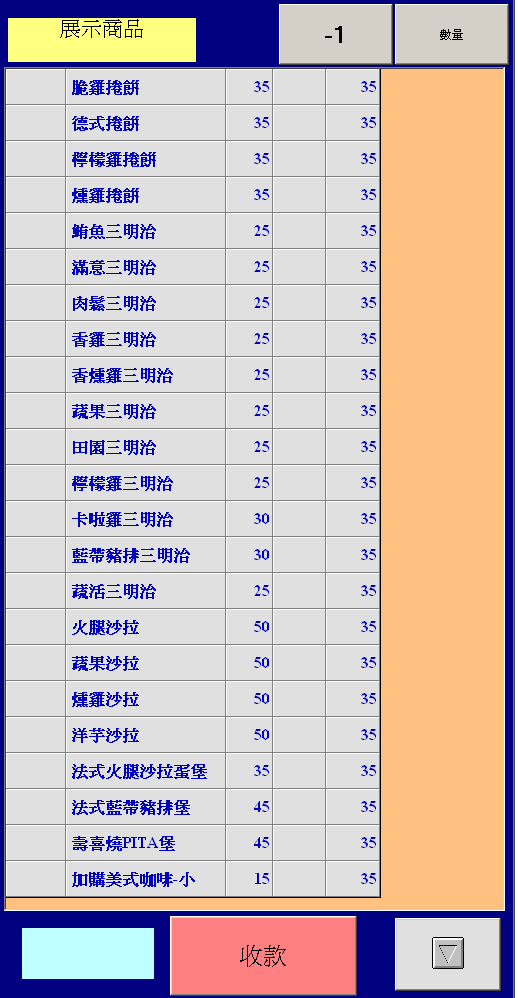 展示商品 -1 數量
脆雞捲餅 35 35
德式捲餅 35 35
檸檬雞捲餅 35 35
燻雞捲餅 35 35
鮪魚三明治 25 35
滿意三明治 25 35
肉鬆三明治 25 35
香雞三明治 25 35
香燻雞三明治 25 35
蔬果三明治 25 35
田園三明治 25 35
檸檬雞三明治 25 35
卡啦雞三明治 30 35
藍帶豬排三明治 30 35
蔬活三明治 25 35
火腿沙拉 50 35
蔬果沙拉 50 35
燻雞沙拉 50 35
洋芋沙拉 50 35
法式火腿沙拉蛋堡 35 35
法式藍帶豬排堡 45 35
壽喜燒PITA堡 45 35
加購美式咖啡-小 15 35
收款